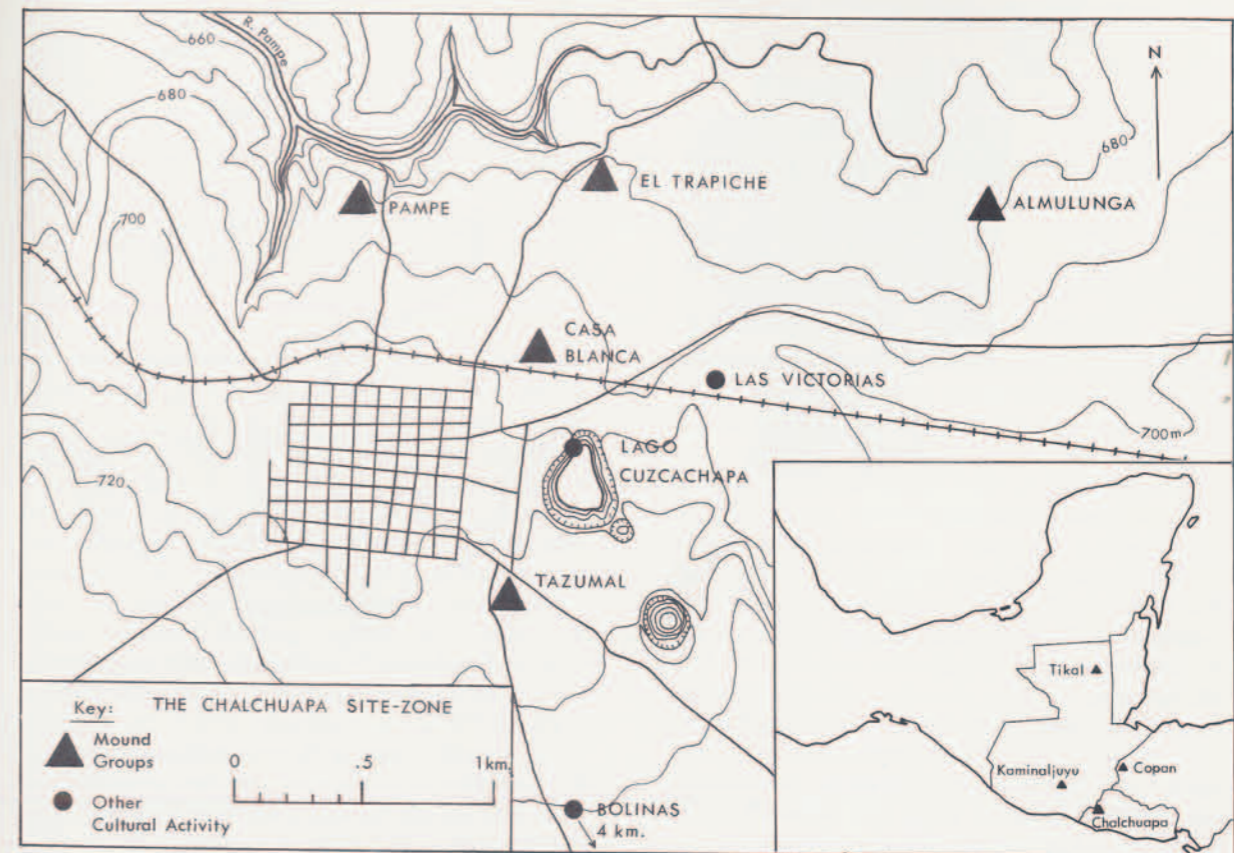 660
R. Pampe
680
N
680
EL TRAPICHE
PAMPE
ALMULUNGA
700
CASA
BLANCA
LAS VICTORIAS
700m
LAGO
CUZCACHAPA
720
TAZUMAL
Key: THE CHALCHUAPA SITE-ZONE
Mound
Groups
0 .5 1km.
Other
Cultural Activity
BOLINAS
4 km.
Tikal
Kaminaljuyu
Copan
Chalchuapa